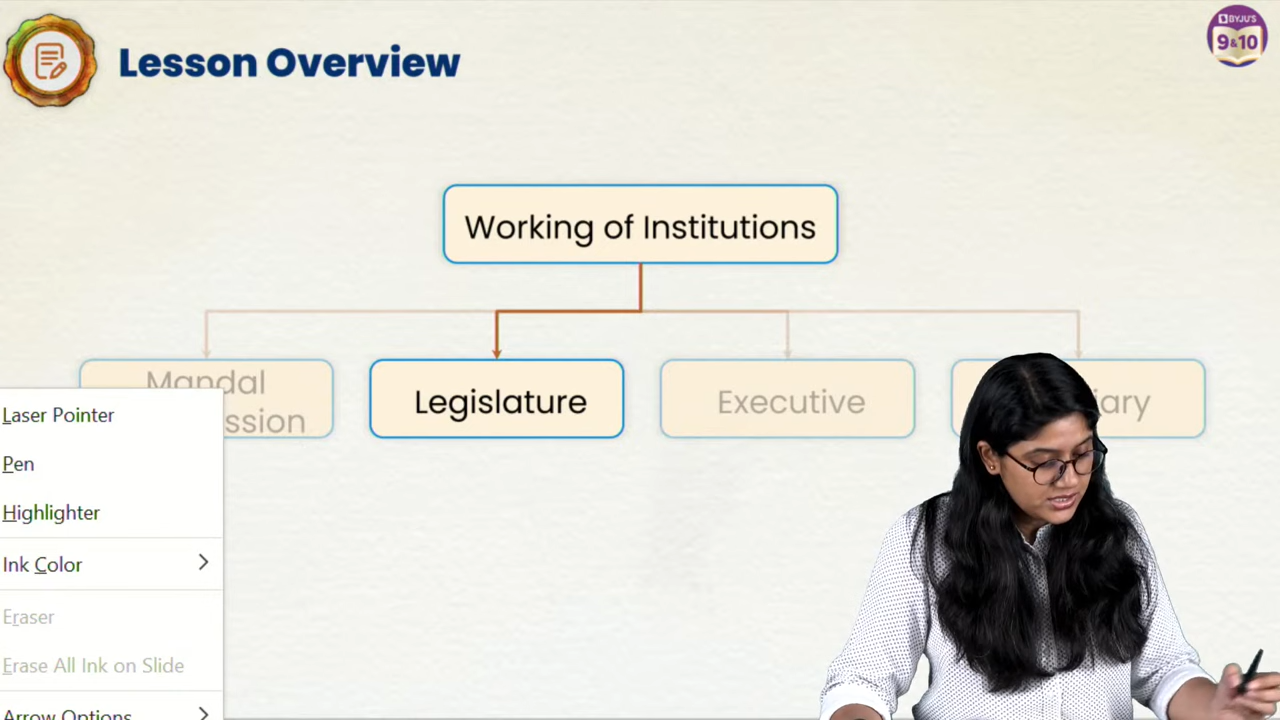 Lesson Overview
BYJU'S
9&10
Working of Institutions
Mandal
ssion
Legislature
Executive
iary
Laser Pointer
Pen
Highlighter
Ink Color
Eraser
Erase All Ink on Slide
Arrow Options